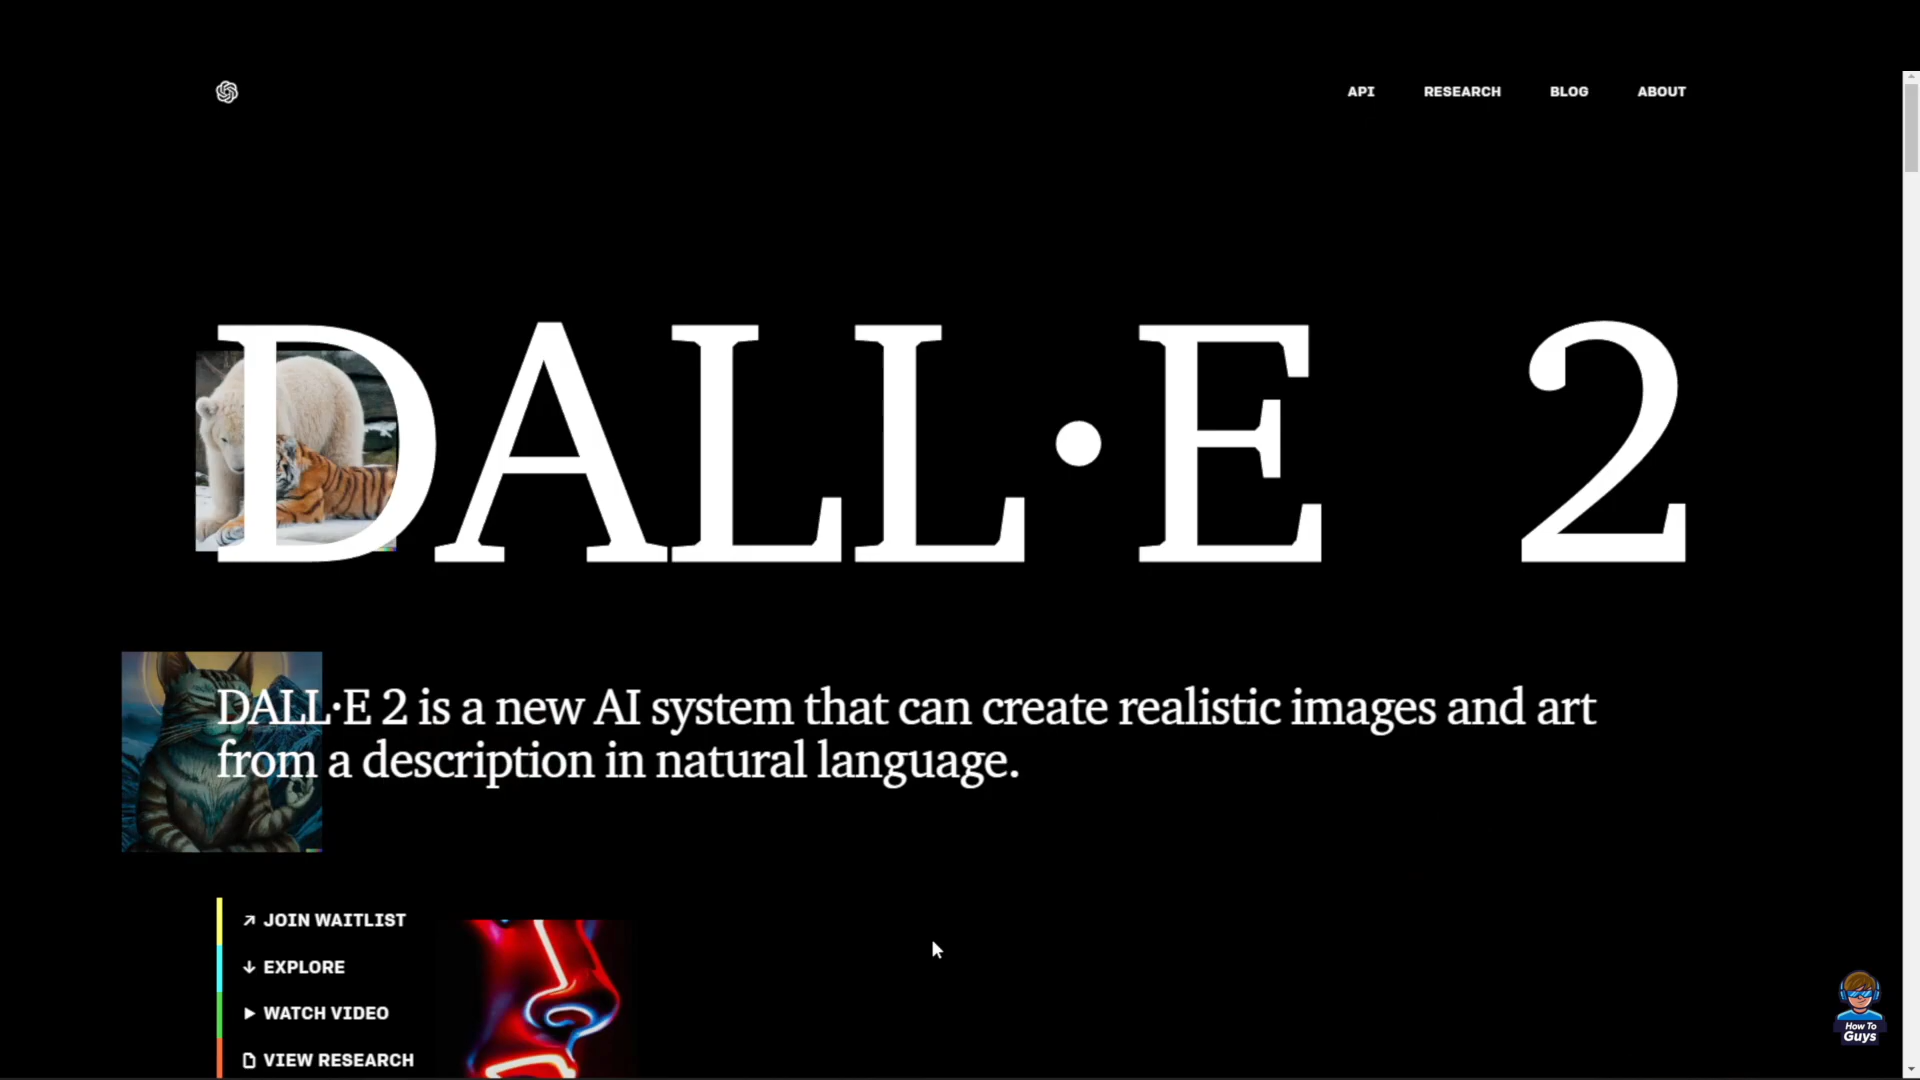 API RESEARCH BLOG ABOUT
DALL·E 2
DALL·E 2 is a new AI system that can create realistic images and art
from a description in natural language.
JOIN WAITLIST
EXPLORE
WATCH VIDEO
VIEW RESEARCH
How To
Guys